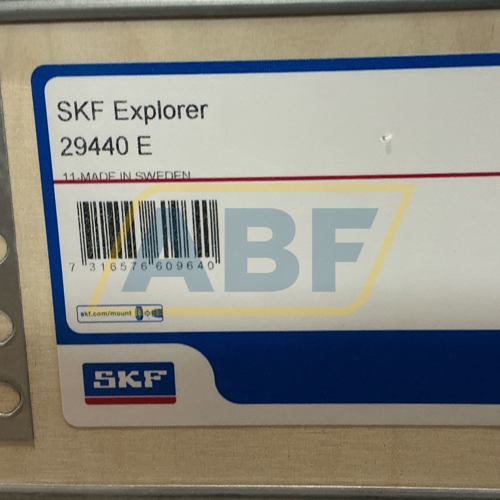 SKF Explorer
29440 E
11-MADE IN SWEDEN
ABF
7 316576 609640
skf.com/mount
SKF